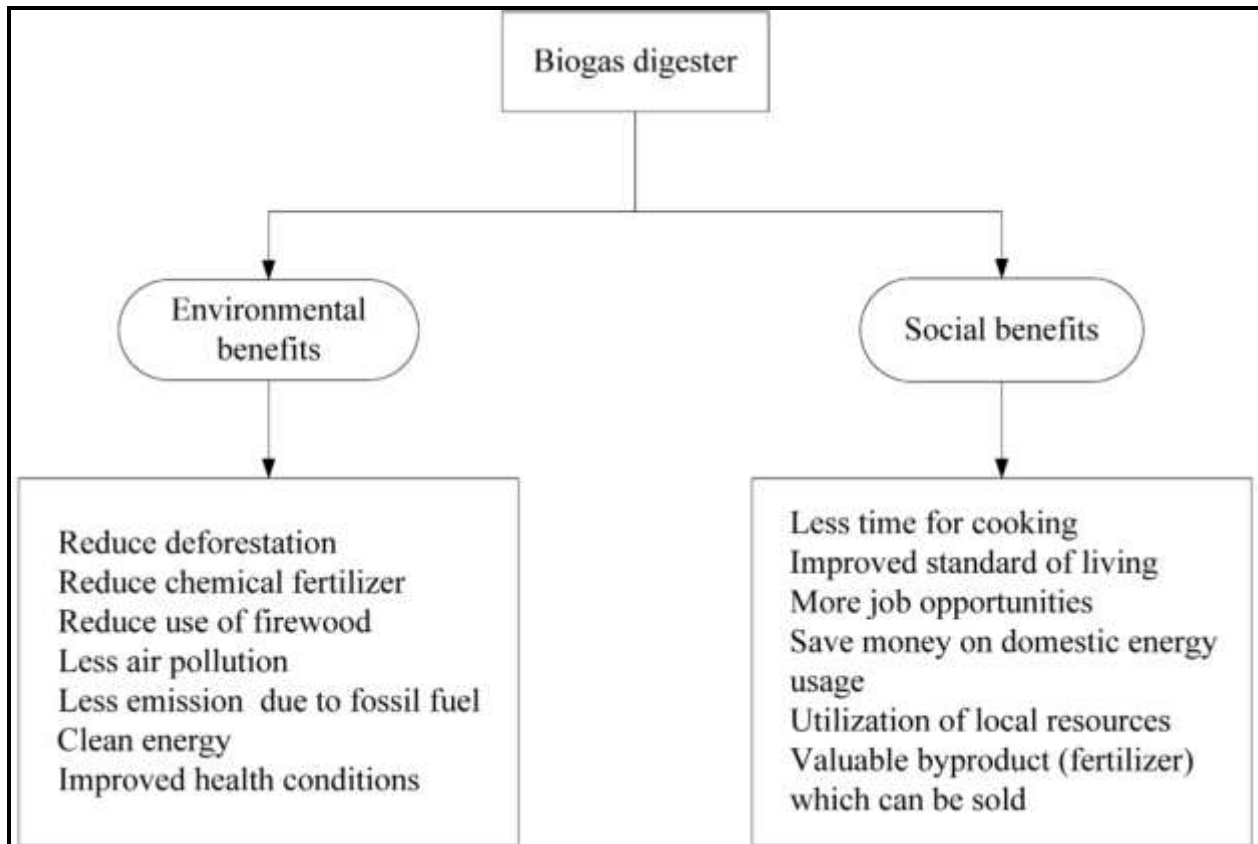 Biogas digester
Environmental
benefits
Social benefits
Reduce deforestation
Reduce chemical fertilizer
Reduce use of firewood
Less air pollution
Less emission due to fossil fuel
Clean energy
Improved health conditions
Less time for cooking
Improved standard of living
More job opportunities
Save money on domestic energy
usage
Utilization of local resources
Valuable byproduct (fertilizer)
which can be sold